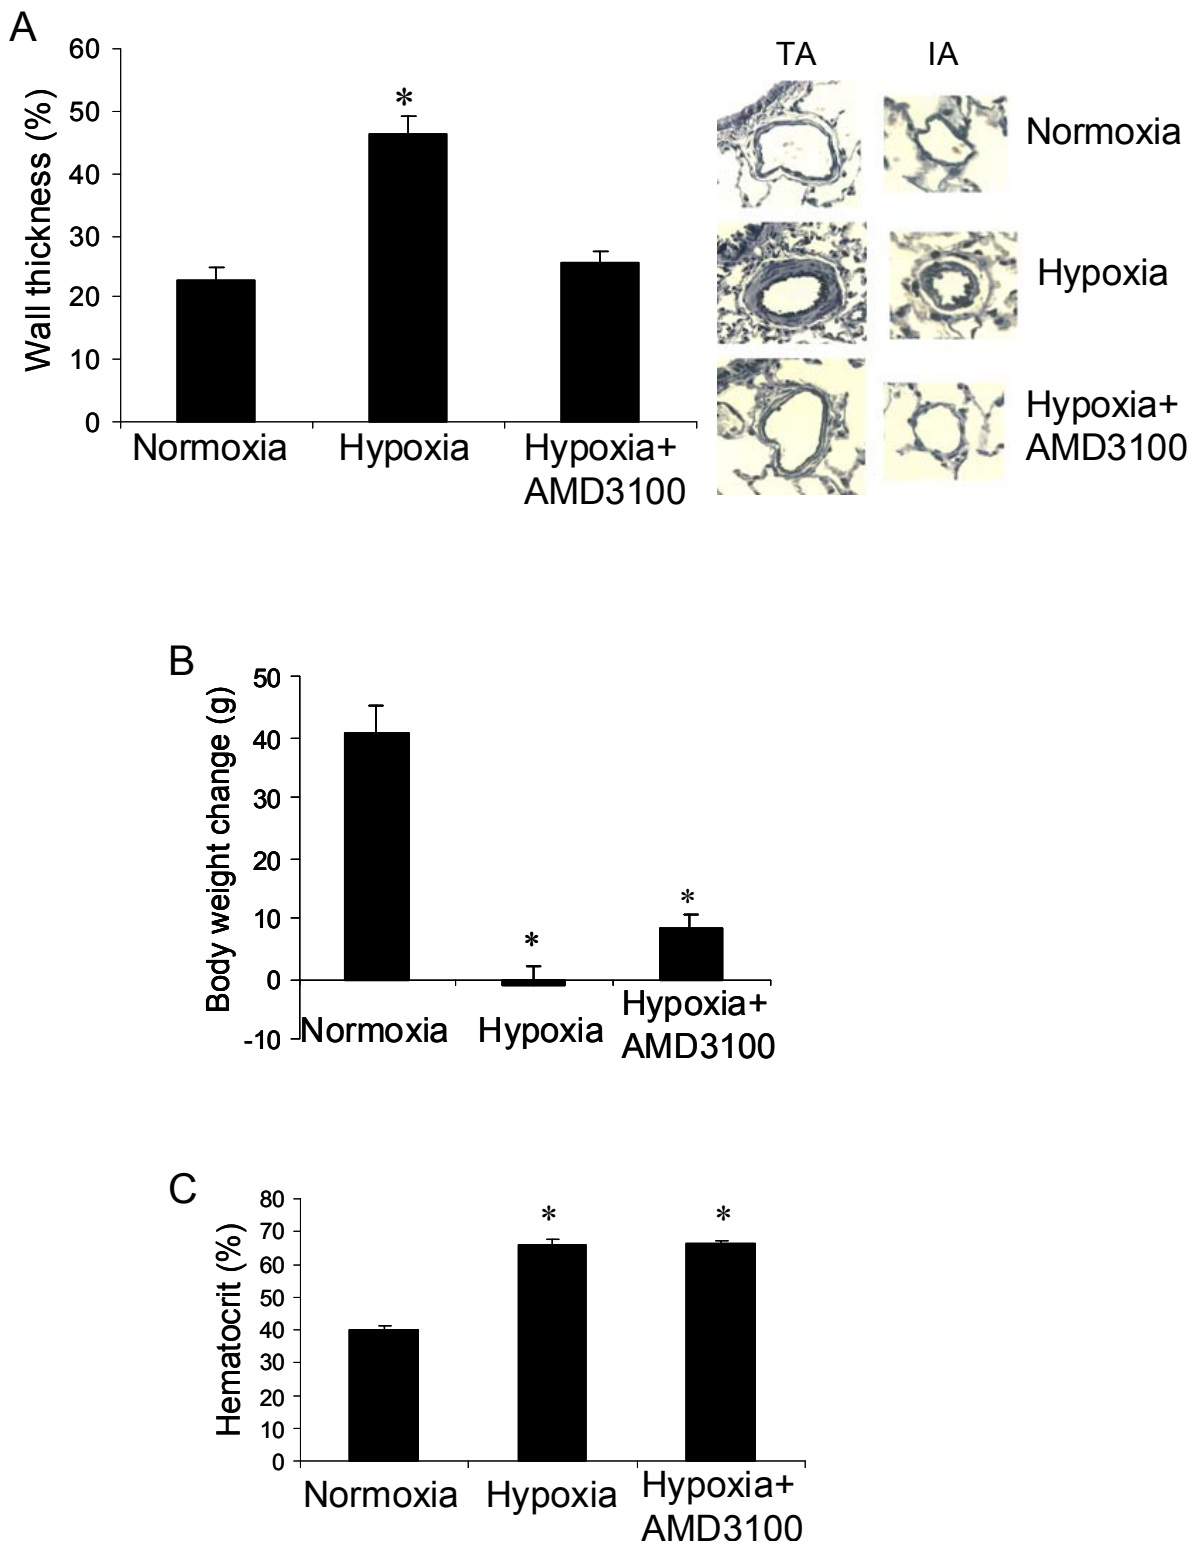 A
60
50
40
30
20
10
0
Wall thickness (%)
*
Normoxia
Hypoxia
Hypoxia+
AMD3100
TA IA
Normoxia
Hypoxia
Hypoxia+
AMD3100
B
50
40
30
20
10
0
-10
Body weight change (g)
*
*
Normoxia
Hypoxia
Hypoxia+
AMD3100
C
80
70
60
50
40
30
20
10
0
Hematocrit (%)
* *
Normoxia
Hypoxia
Hypoxia+
AMD3100